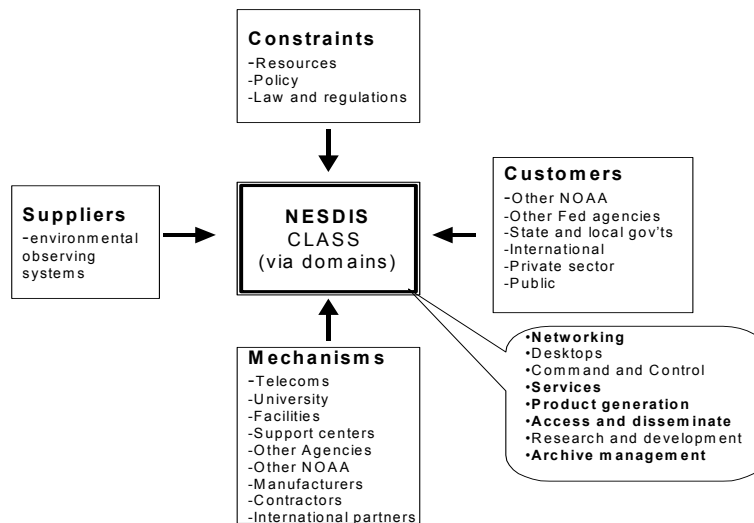 Constraints
-Resources
-Policy
-Law and regulations
Suppliers
-environmental
observing
systems
NESDIS
CLASS
(via domains)
Customers
-Other NOAA
-Other Fed agencies
-State and local gov'ts
-International
-Private sector
-Public
Mechanisms
-Telecoms
-University
-Facilities
-Support centers
-Other Agencies
-Other NOAA
-Manufacturers
-Contractors
-International partners
•Networking
•Desktops
•Command and Control
•Services
•Product generation
•Access and disseminate
•Research and development
•Archive management